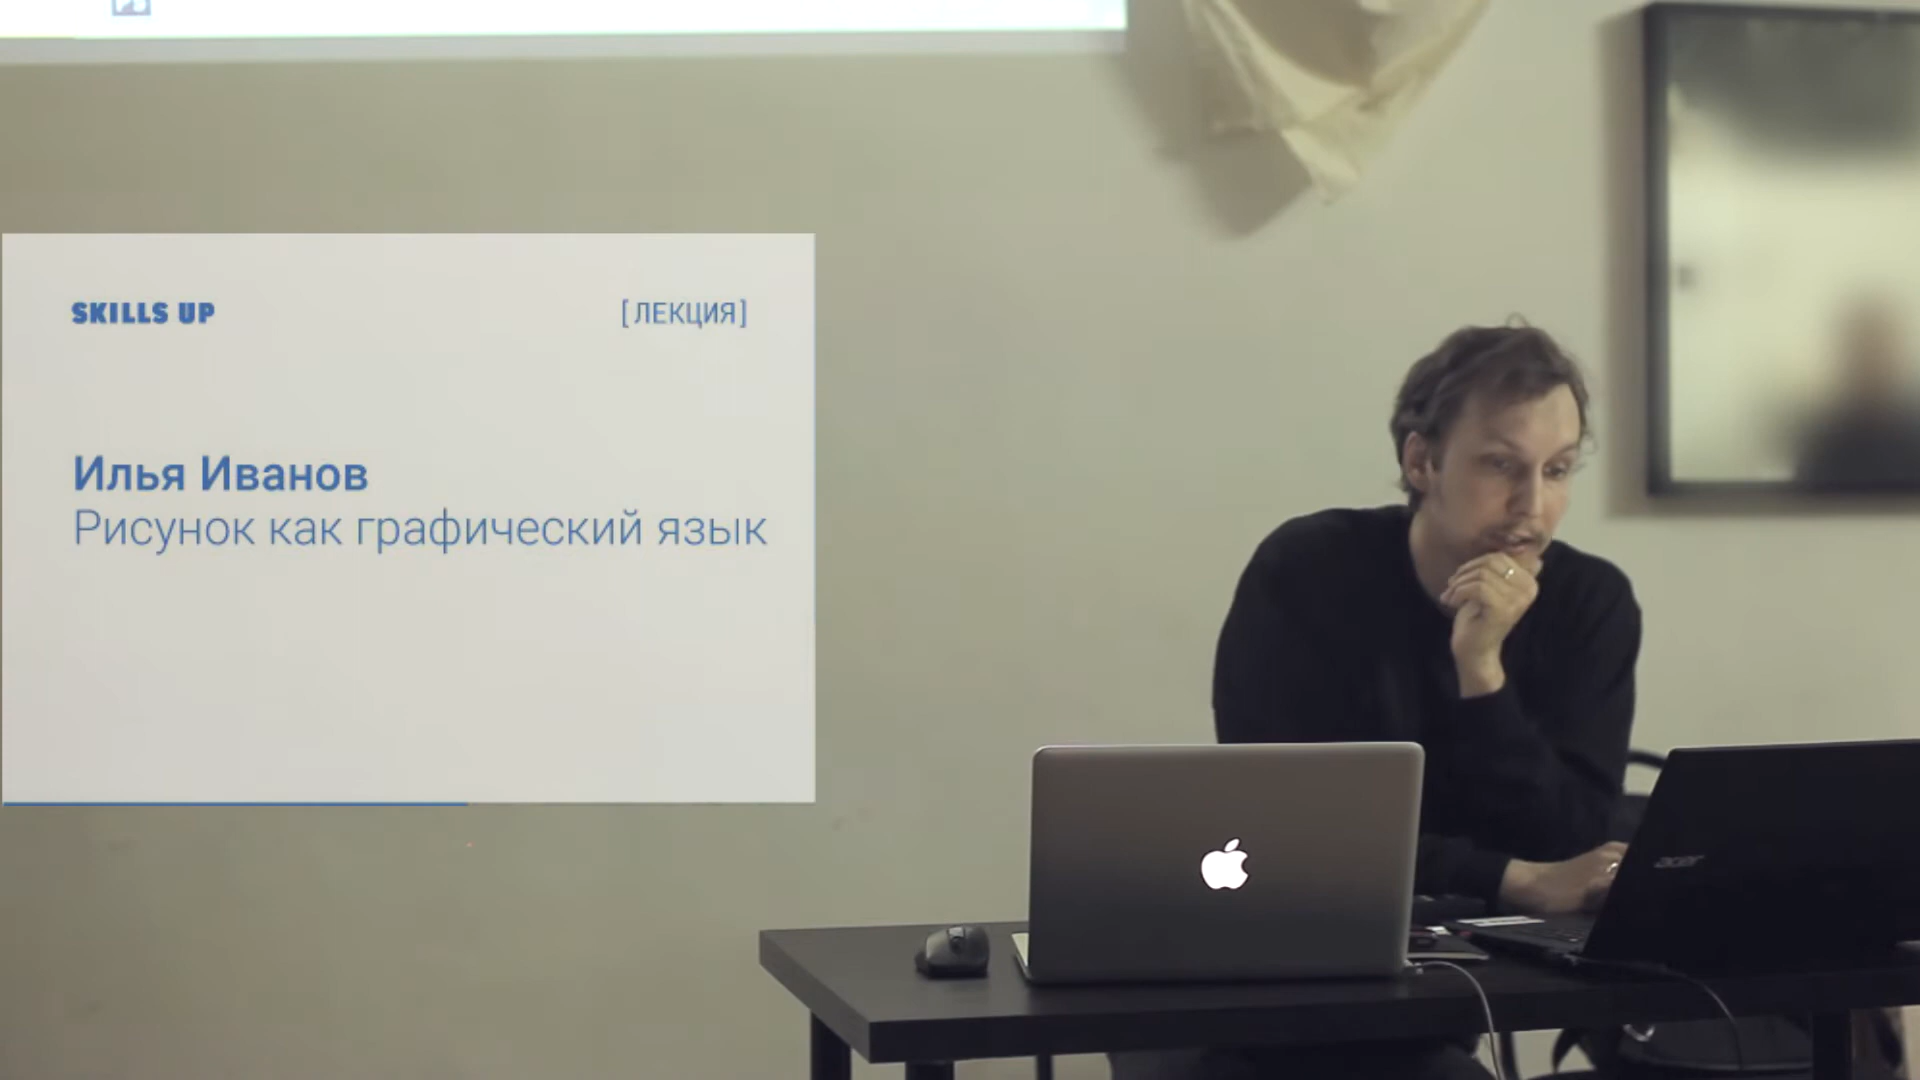 SKILLS UP
[ЛЕКЦИЯ]
Илья Иванов
Рисунок как графический язык
acer